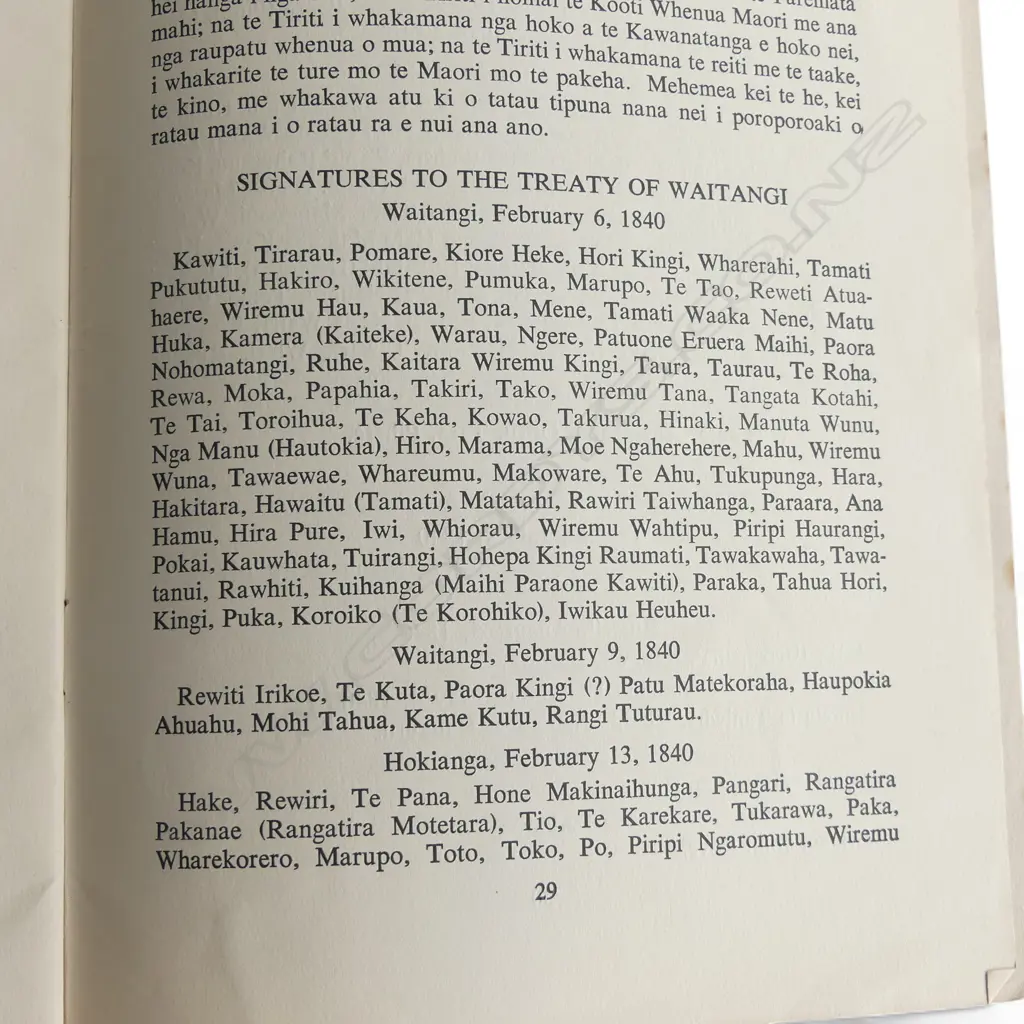 te Kooti Whenua Maori me ana
mahi; na te Tiriti i whakamana nga hoko a te Kawanatanga e hoko nei,
nga raupatu whenua o mua; na te Tiriti i whakamana te reiti me te taake,
i whakarite te ture mo te Maori mo te pakeha. Mehemea kei te he, kei
te kino, me whakawa atu ki o tatau tipuna nana nei i poroporoaki o
ratau mana i o ratau ra e nui ana ano.
SIGNATURES TO THE TREATY OF WAITANGI
Waitangi, February 6, 1840
Kawiti, Tirarau, Pomare, Kiore Heke, Hori Kingi, Wharerahi, Tamati
Pukututu, Hakiro, Wikitene, Pumuka, Marupo, Te Tao, Reweti Atua-
haere, Wiremu Hau, Kaua, Tona, Mene, Tamati Waaka Nene, Matu
Huka, Kamera (Kaiteke), Warau, Ngere, Patuone Eruera Maihi, Paora
Nohomatangi, Ruhe, Kaitara Wiremu Kingi, Taura, Taurau, Te Roha,
Rewa, Moka, Papahia, Takiri, Tako, Wiremu Tana, Tangata Kotahi,
Te Tai, Toroihua, Te Keha, Kowao, Takurua, Hinaki, Manuta Wunu,
Nga Manu (Hautokia), Hiro, Marama, Moe Ngaherehere, Mahu, Wiremu
Wuna, Tawaewae, Whareumu, Makoware, Te Ahu, Tukupunga, Hara,
Hakitara, Hawaitu (Tamati), Matatahi, Rawiri Taiwhanga, Paraara, Ana
Hamu, Hira Pure, Iwi, Whiorau, Wiremu Wahtipu, Piripi Haurangi,
Pokai, Kauwhata, Tuirangi, Hohepa Kingi Raumati, Tawakawaha, Tawa-
tanui, Rawhiti, Kuihanga (Maihi Paraone Kawiti), Paraka, Tahua Hori,
Kingi, Puka, Koroiko (Te Korohiko), Iwikau Heuheu.
Waitangi, February 9, 1840
Rewiti Irikoe, Te Kuta, Paora Kingi (?) Patu Matekoraha, Haupokia
Ahuahu, Mohi Tahua, Kame Kutu, Rangi Tuturau.
Hokianga, February 13, 1840
Hake, Rewiri, Te Pana, Hone Makinaihunga, Pangari, Rangatira
Pakanae (Rangatira Motetara), Tio, Te Karekare, Tukarawa, Paka,
Wharekorero, Marupo, Toto, Toko, Po, Piripi Ngaromutu, Wiremu
29